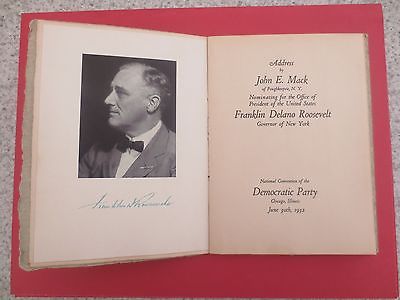 Franklin D Roosevelt
Address
by
John E. Mack
of Poughkeepsie, N. Y.
Nominating for the Office of
President of the United States
Franklin Delano Roosevelt
Governor of New York
National Convention of the
Democratic Party
Chicago, Illinois
June 30th, 1932